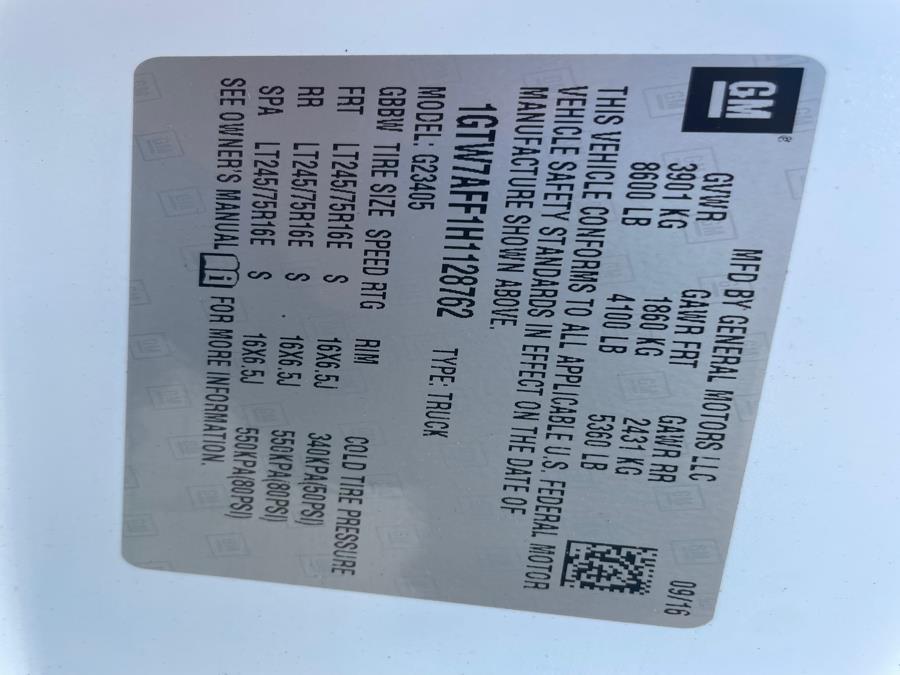 GM®
MFD BY GENERAL MOTORS LLC 09/16
GVWR GAWR FRT GAWR RR
3901 KG 1860 KG 2431 KG
8600 LB 4100 LB 5360 LB
THIS VEHICLE CONFORMS TO ALL APPLICABLE U.S. FEDERAL MOTOR
VEHICLE SAFETY STANDARDS IN EFFECT ON THE DATE OF
MANUFACTURE SHOWN ABOVE.
1GTW7AFF1H1128762 TYPE: TRUCK
MODEL: G23405
GBBW TIRE SIZE SPEED RTG RIM COLD TIRE PRESSURE
FRT LT245/75R16E S 16X6.5J 340KPA(50PSI)
RR LT245/75R16E S 16X6.5J 550KPA(80PSI)
SPA LT245/75R16E S 16X6.5J 550KPA(80PSI)
SEE OWNER'S MANUAL FOR MORE INFORMATION.